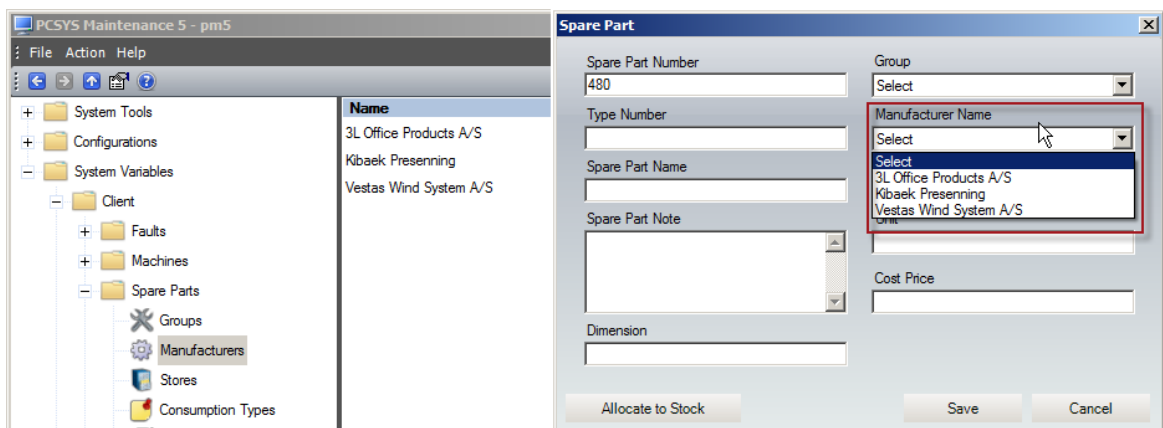 PCSYS Maintenance 5 - pm5
File Action Help
System Tools
Configurations
System Variables
Client
Faults
Machines
Spare Parts
Groups
Manufacturers
Stores
Consumption Types
Name
3L Office Products A/S
Kibaek Presenning
Vestas Wind System A/S
Spare Part
Spare Part Number
480
Type Number
Spare Part Name
Spare Part Note
Dimension
Group
Select
Manufacturer Name
Select
Select
3L Office Products A/S
Kibaek Presenning
Vestas Wind System A/S
Unit
Cost Price
Allocate to Stock
Save
Cancel